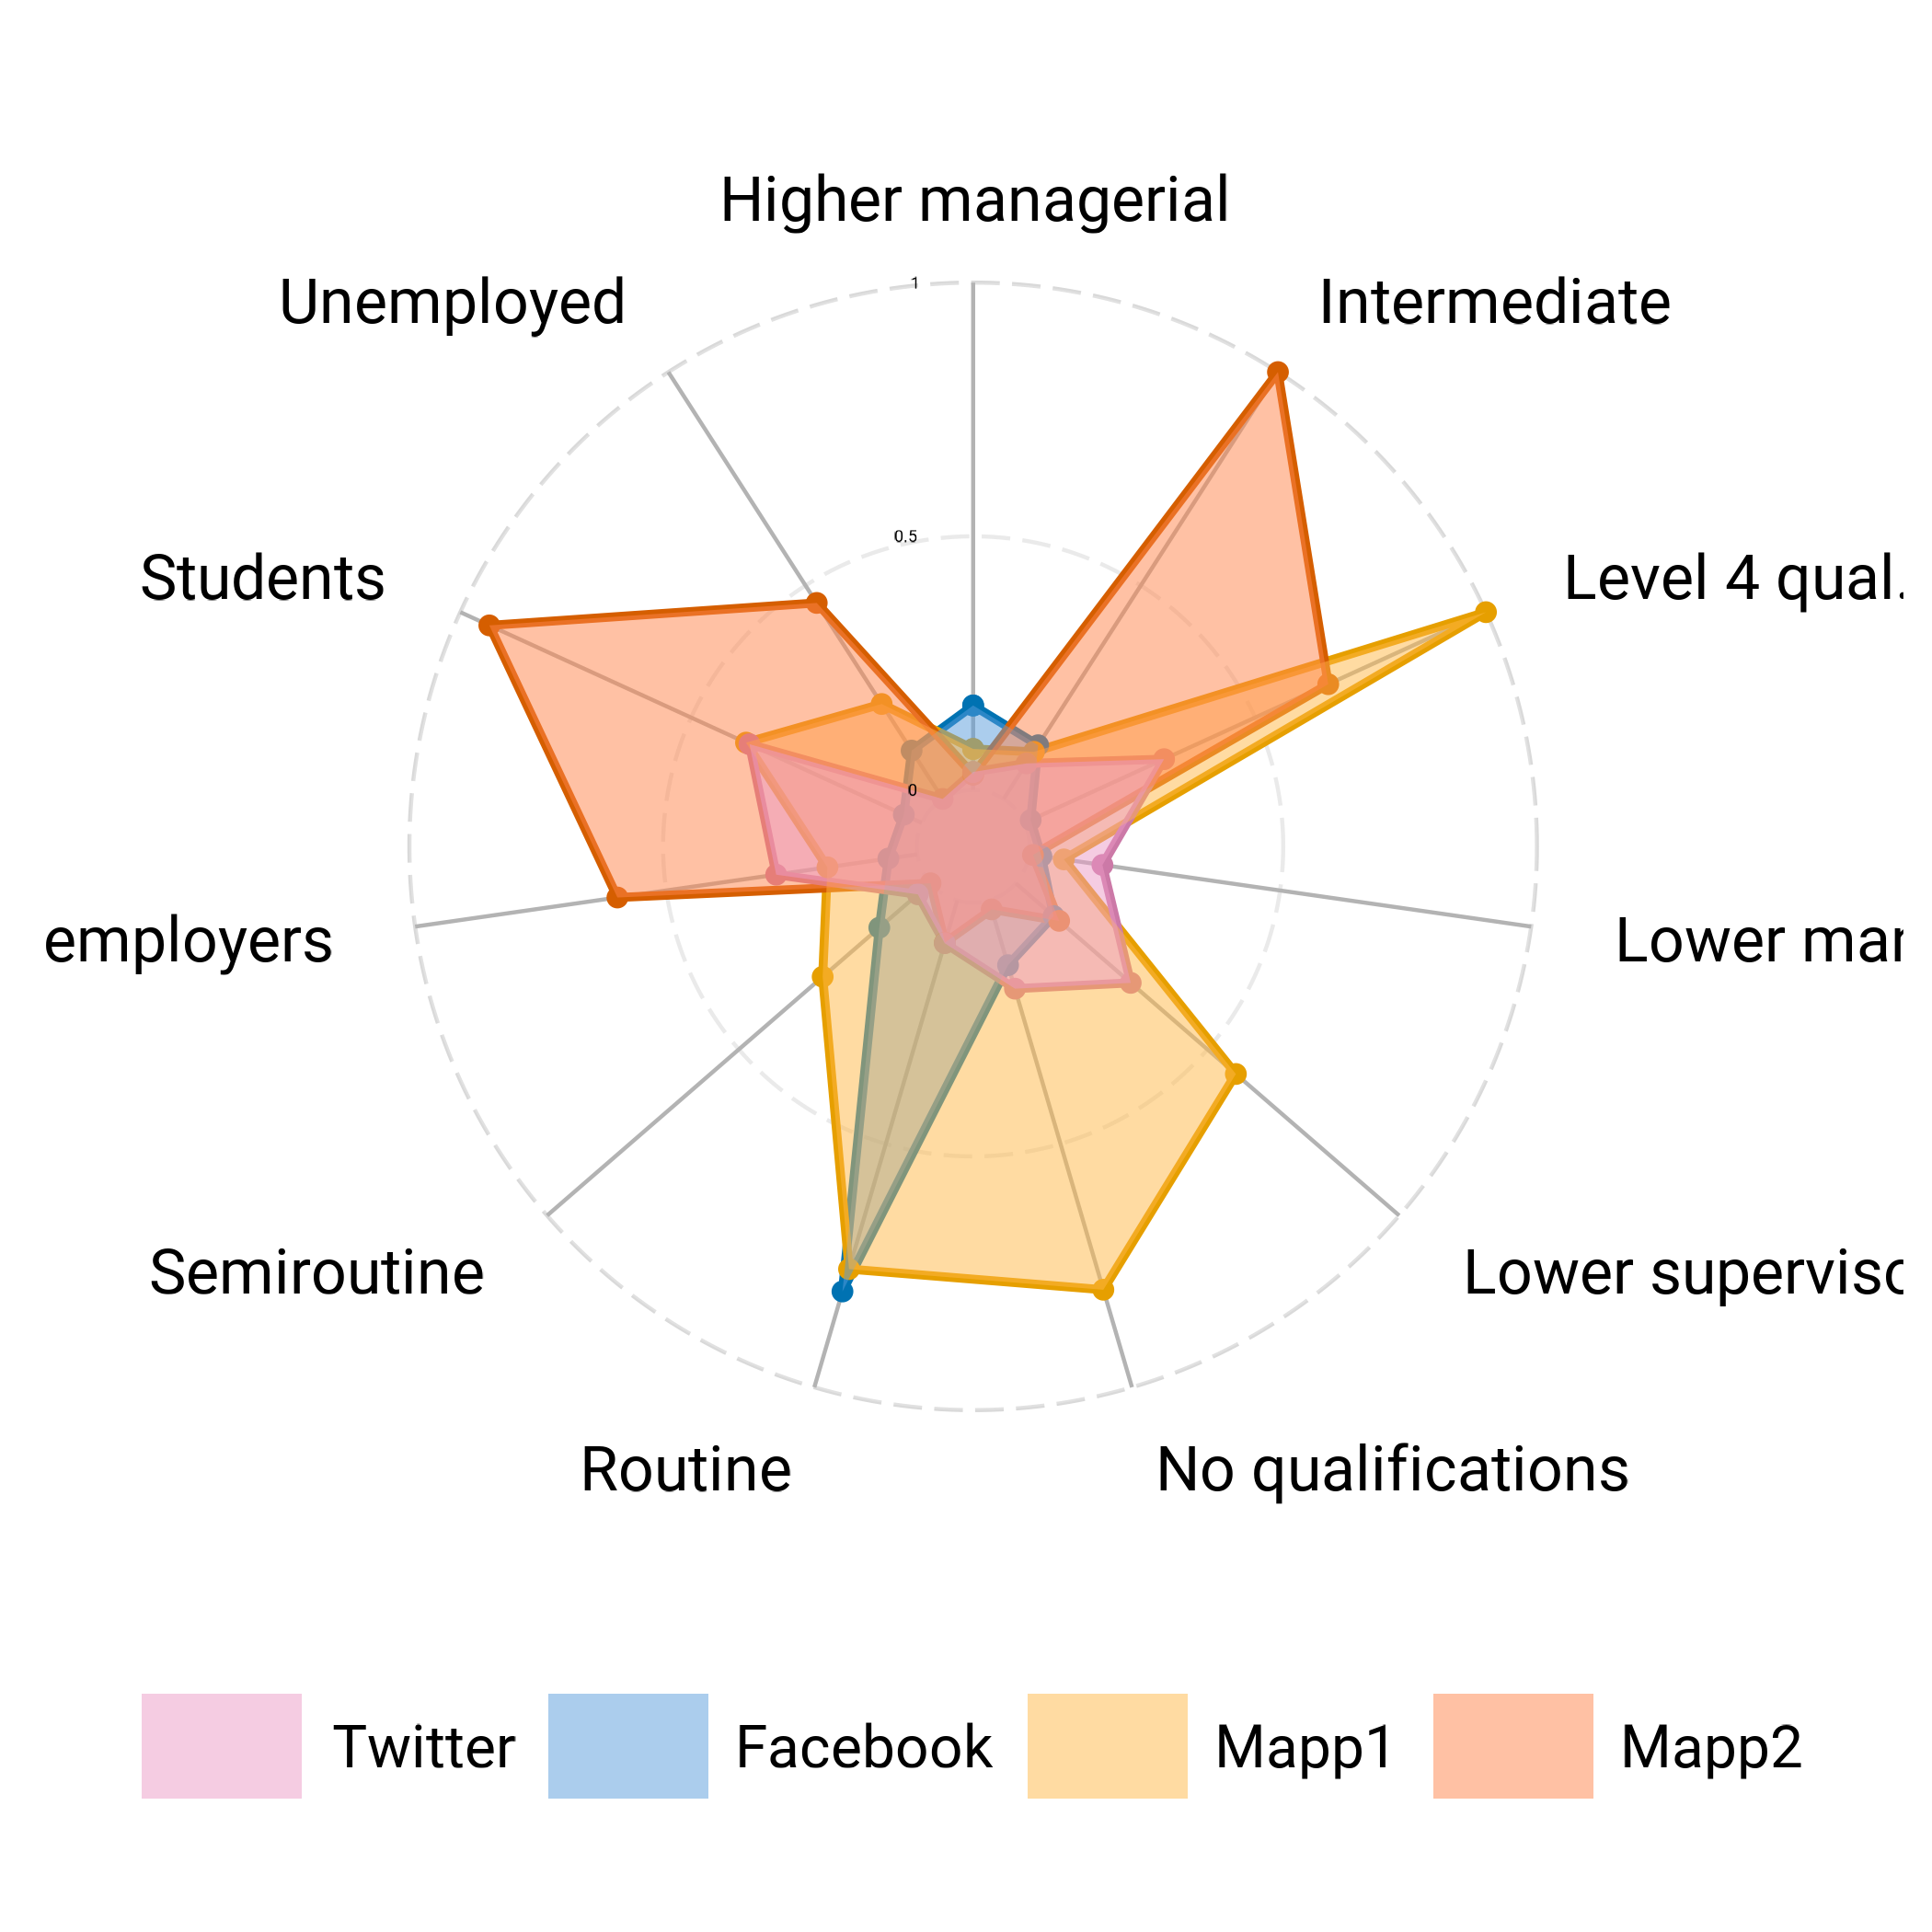 Higher managerial
Unemployed
1
Intermediate
0.5
Students
Level 4 qual.
0
employers
Lower mar
Semiroutine
Lower superviso
Routine
No qualifications
Twitter
Facebook
Mapp1
Mapp2